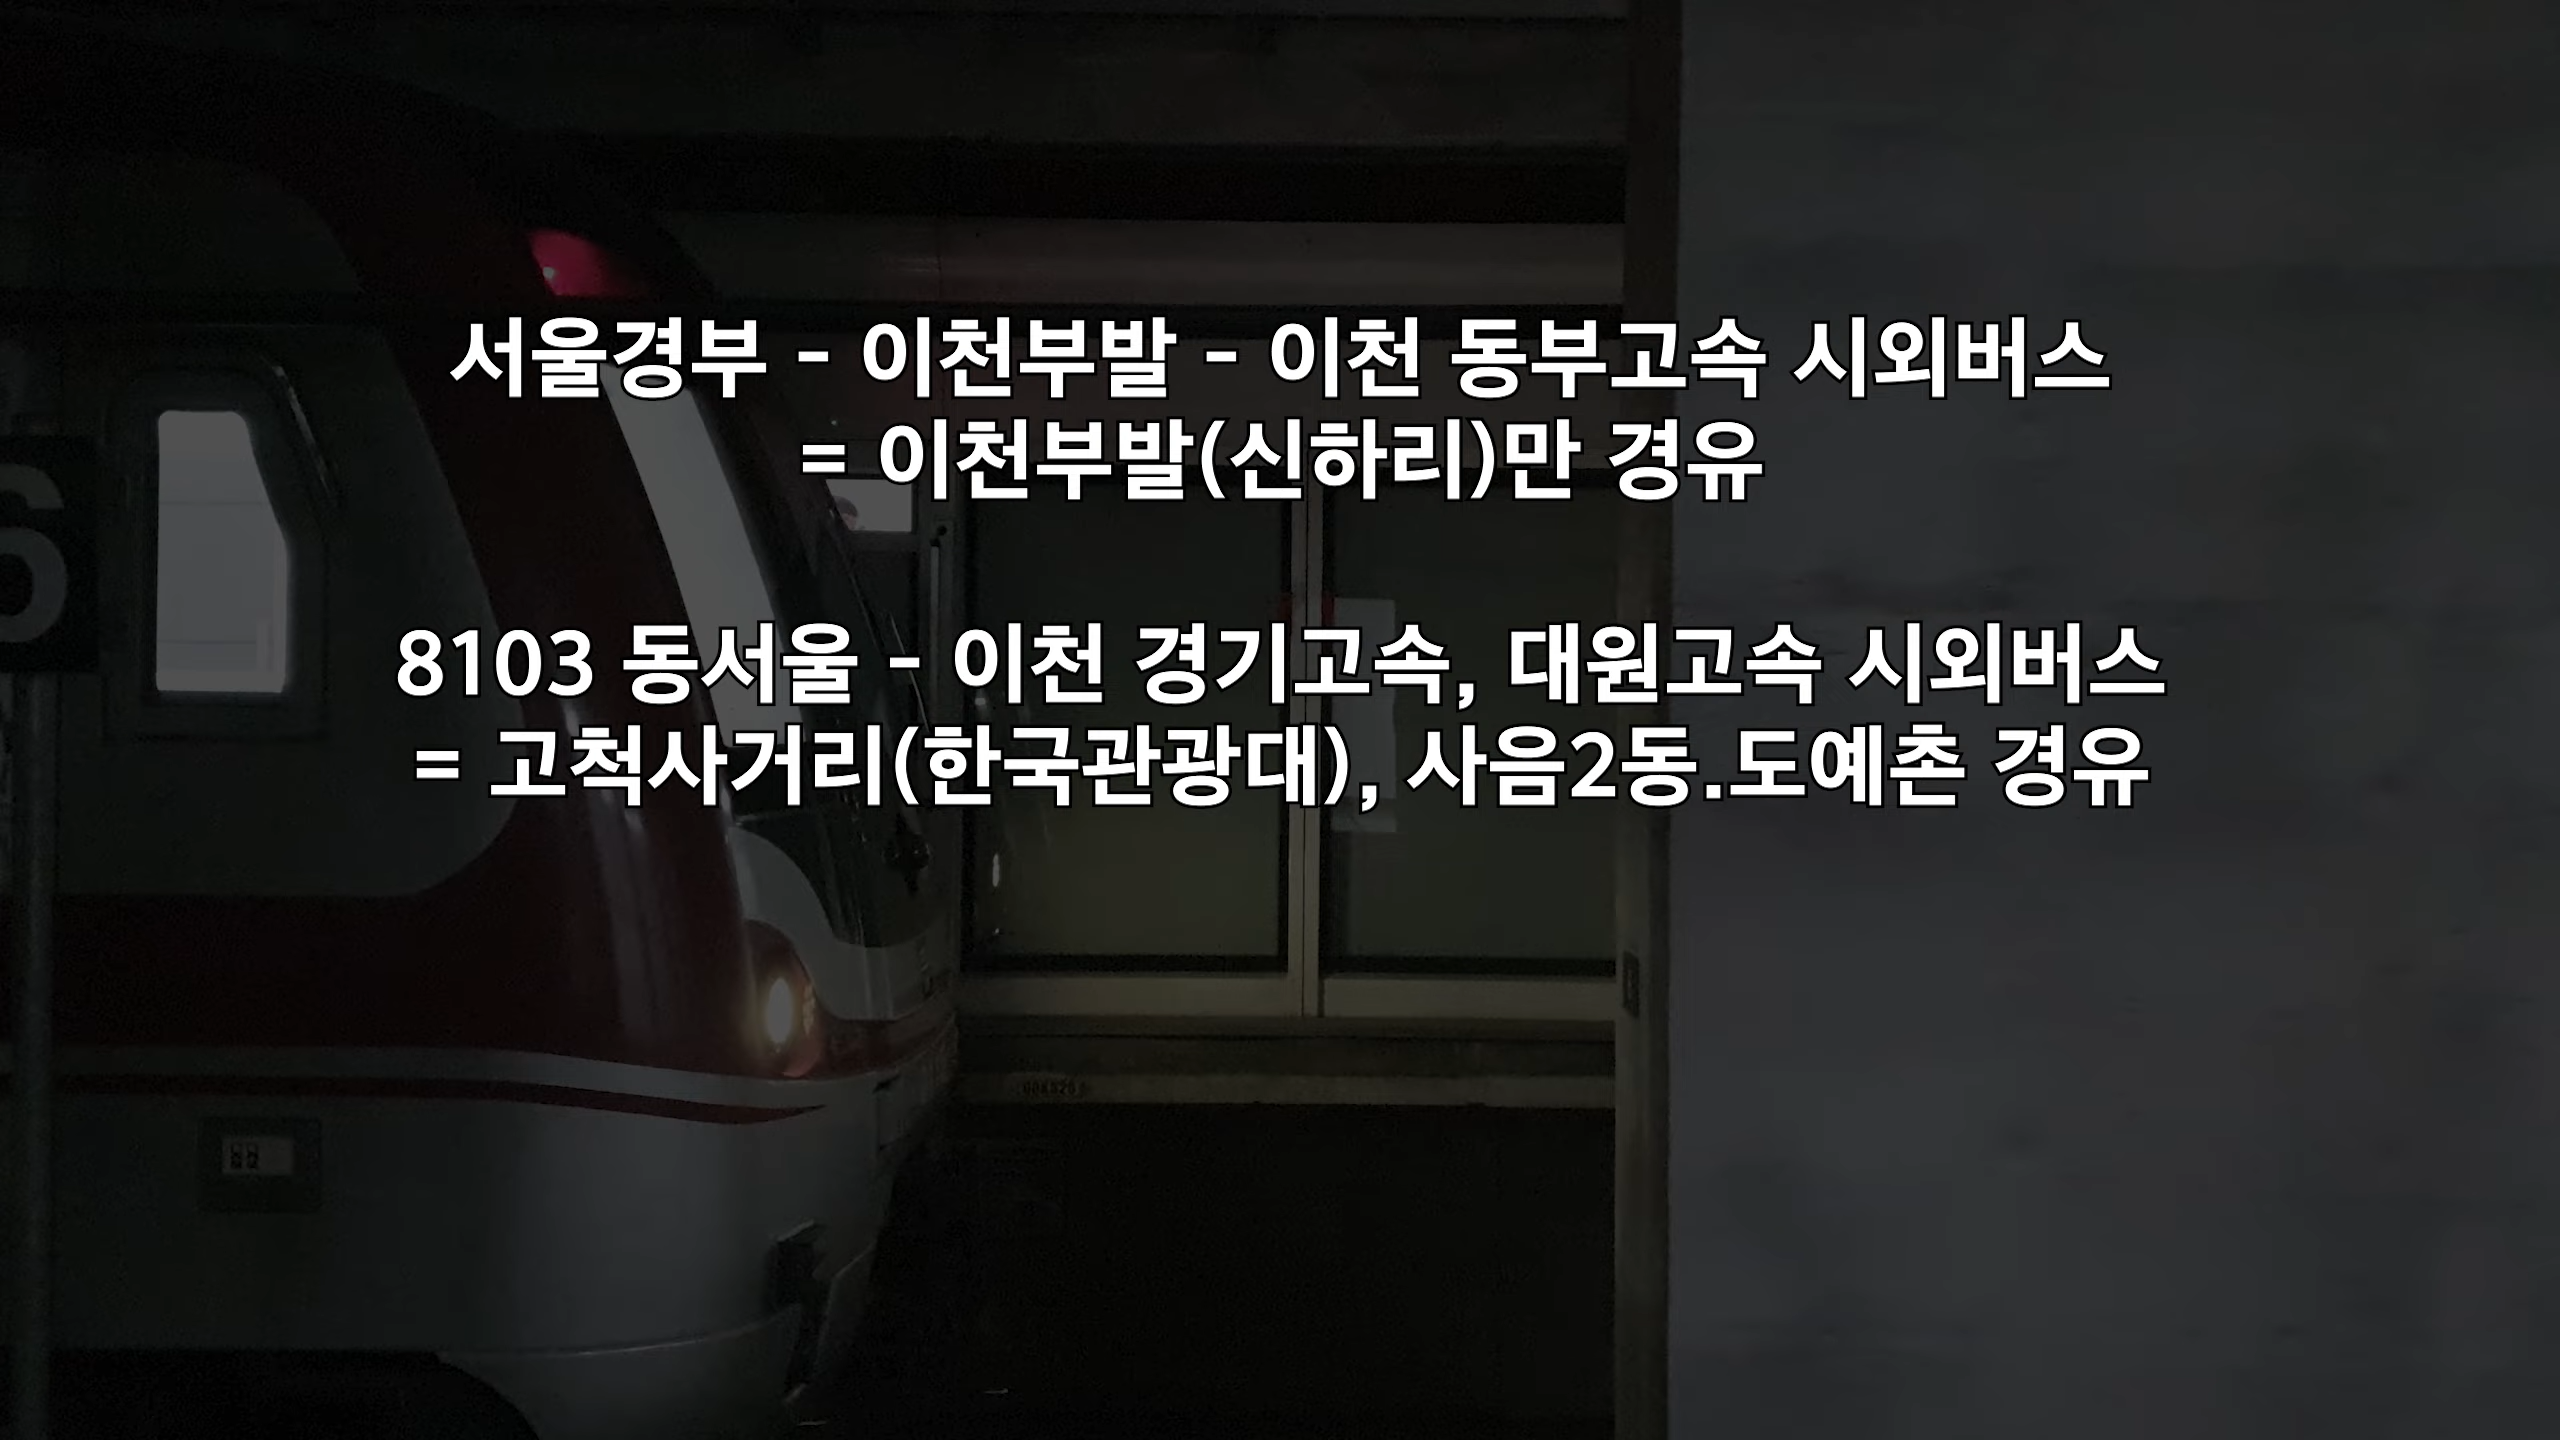 서울경부 - 이천부발 - 이천 동부고속 시외버스
= 이천부발(신하리)만 경유
8103 동서울 - 이천 경기고속, 대원고속 시외버스
= 고척사거리(한국관광대), 사음2동.도예촌 경유
6